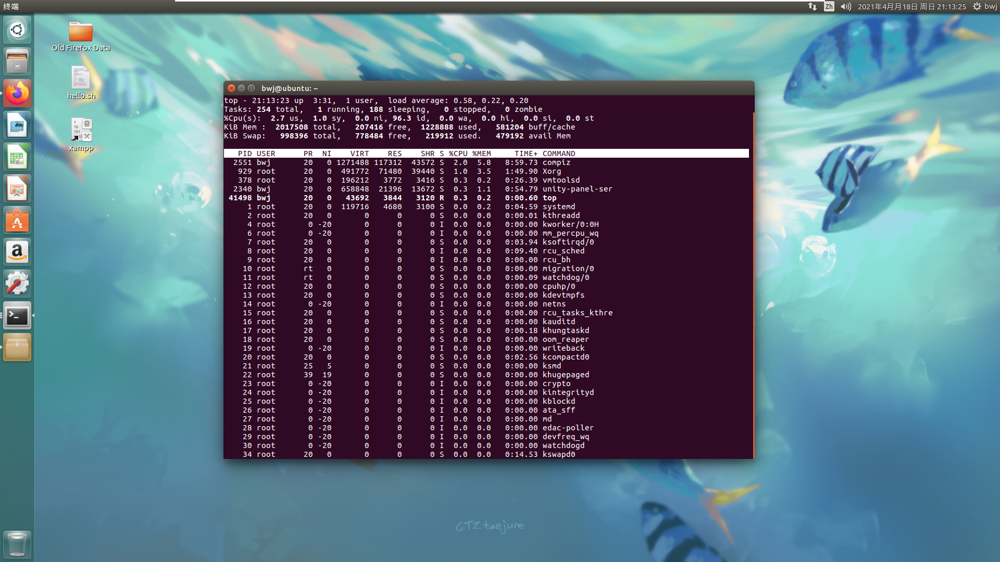 终端
Zh
2021年4月月18日 周日 21:13:25
bwj
Old Firefox Data
hello.sh
xampp
bwj@ubuntu: ~
top - 21:13:23 up  3:31,  1 user,  load average: 0.58, 0.22, 0.20
Tasks: 254 total,   1 running, 188 sleeping,   0 stopped,   0 zombie
%Cpu(s):  2.7 us,  1.0 sy,  0.0 ni, 96.3 id,  0.0 wa,  0.0 hi,  0.0 si,  0.0 st
KiB Mem :  2017508 total,   207416 free,  1228888 used,   581204 buff/cache
KiB Swap:   998396 total,   778484 free,   219912 used.   479192 avail Mem
PID USER      PR  NI    VIRT    RES    SHR S %CPU %MEM     TIME+ COMMAND
2551 bwj       20   0 1271488 117312  43572 S  2.0  5.8   8:59.73 compiz
929 root      20   0  491772  71480  39440 S  1.0  3.5   1:49.90 Xorg
378 root      20   0  196212   3772   3416 S  0.3  0.2   0:26.39 vmtoolsd
2340 bwj       20   0  658848  21396  13672 S  0.3  1.1   0:54.79 unity-panel-ser
41498 bwj       20   0   43692   3844   3120 R  0.3  0.2   0:00.60 top
1 root      20   0  119716   4680   3100 S  0.0  0.2   0:04.59 systemd
2 root      20   0       0      0      0 S  0.0  0.0   0:00.01 kthreadd
4 root       0 -20       0      0      0 I  0.0  0.0   0:00.00 kworker/0:0H
6 root       0 -20       0      0      0 I  0.0  0.0   0:00.00 mm_percpu_wq
7 root      20   0       0      0      0 S  0.0  0.0   0:03.94 ksoftirqd/0
8 root      20   0       0      0      0 I  0.0  0.0   0:09.40 rcu_sched
9 root      20   0       0      0      0 I  0.0  0.0   0:00.00 rcu_bh
10 root      rt   0       0      0      0 S  0.0  0.0   0:00.00 migration/0
11 root      rt   0       0      0      0 S  0.0  0.0   0:00.09 watchdog/0
12 root      20   0       0      0      0 S  0.0  0.0   0:00.00 cpuhp/0
13 root      20   0       0      0      0 S  0.0  0.0   0:00.00 kdevtmpfs
14 root       0 -20       0      0      0 I  0.0  0.0   0:00.00 netns
15 root      20   0       0      0      0 S  0.0  0.0   0:00.00 rcu_tasks_kthre
16 root      20   0       0      0      0 S  0.0  0.0   0:00.00 kauditd
17 root      20   0       0      0      0 S  0.0  0.0   0:00.18 khungtaskd
18 root      20   0       0      0      0 S  0.0  0.0   0:00.00 oom_reaper
19 root       0 -20       0      0      0 I  0.0  0.0   0:00.00 writeback
20 root      20   0       0      0      0 S  0.0  0.0   0:02.56 kcompactd0
21 root      25   5       0      0      0 S  0.0  0.0   0:00.00 ksmd
22 root      39  19       0      0      0 S  0.0  0.0   0:00.00 khugepaged
23 root       0 -20       0      0      0 I  0.0  0.0   0:00.00 crypto
24 root       0 -20       0      0      0 I  0.0  0.0   0:00.00 kintegrityd
25 root       0 -20       0      0      0 I  0.0  0.0   0:00.00 kblockd
26 root       0 -20       0      0      0 I  0.0  0.0   0:00.00 ata_sff
27 root       0 -20       0      0      0 I  0.0  0.0   0:00.00 md
28 root       0 -20       0      0      0 I  0.0  0.0   0:00.00 edac-poller
29 root       0 -20       0      0      0 I  0.0  0.0   0:00.00 devfreq_wq
30 root       0 -20       0      0      0 I  0.0  0.0   0:00.00 watchdogd
34 root      20   0       0      0      0 S  0.0  0.0   0:14.53 kswapd0
GTZtaejune